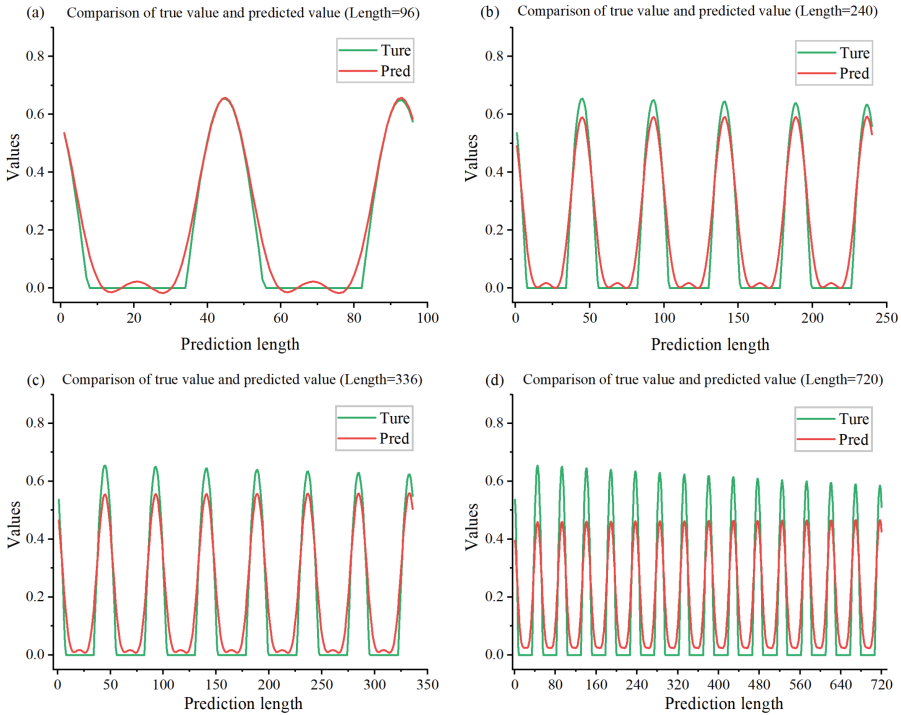 (a) Comparison of true value and predicted value (Length=96)
0.8
0.6
0.4
0.2
0.0
Values
Ture
Pred
0 20 40 60 80 100
Prediction length
(b) Comparison of true value and predicted value (Length=240)
0.8
0.6
0.4
0.2
0.0
Values
Ture
Pred
0 50 100 150 200 250
Prediction length
(c) Comparison of true value and predicted value (Length=336)
0.8
0.6
0.4
0.2
0.0
Values
Ture
Pred
0 50 100 150 200 250 300 350
Prediction length
(d) Comparison of true value and predicted value (Length=720)
0.8
0.6
0.4
0.2
0.0
Values
Ture
Pred
0 80 160 240 320 400 480 560 640 720
Prediction length